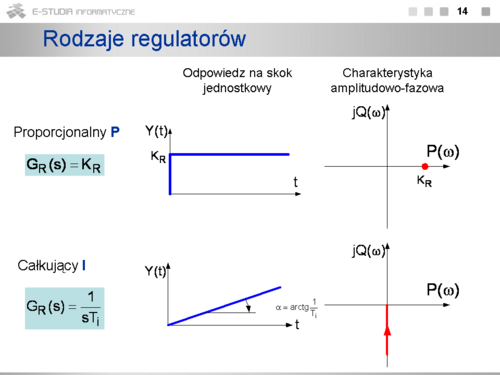 E-STUDIA INFORMATYCZNE
14
Rodzaje regulatorów
Odpowiedz na skok
jednostkowy
Charakterystyka
amplitudowo-fazowa
Proporcjonalny P
G_R(s) = K_R
Y(t)
K_R
t
jQ(ω)
P(ω)
K_R
Całkujący I
G_R(s) = 1/(sT_i)
Y(t)
α = arctg 1/T_i
t
jQ(ω)
P(ω)